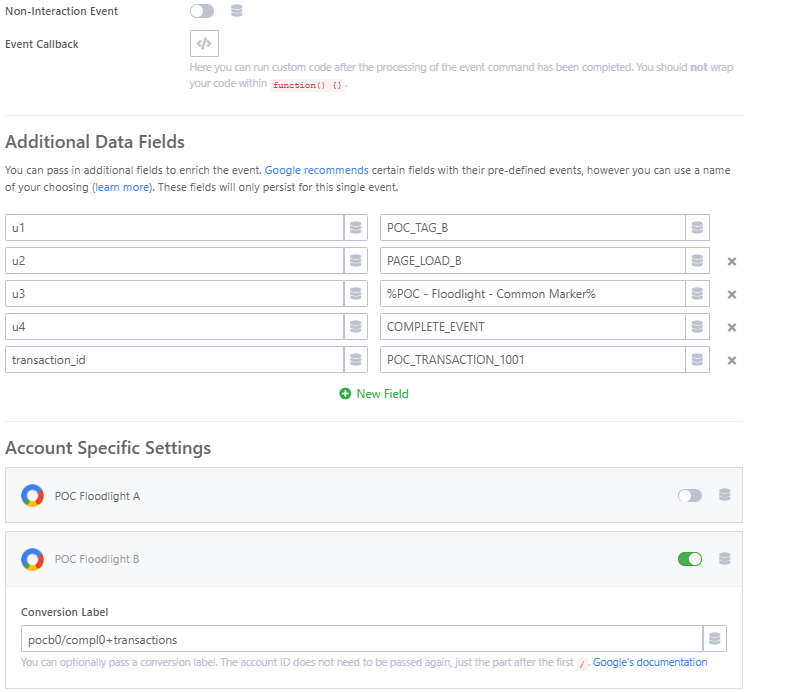 Non-Interaction Event
Event Callback
</>
Here you can run custom code after the processing of the event command has been completed. You should not wrap
your code within function() {}.
Additional Data Fields
You can pass in additional fields to enrich the event. Google recommends certain fields with their pre-defined events, however you can use a name
of your choosing (learn more). These fields will only persist for this single event.
u1 POC_TAG_B
u2 PAGE_LOAD_B
u3 %POC - Floodlight - Common Marker%
u4 COMPLETE_EVENT
transaction_id POC_TRANSACTION_1001
New Field
Account Specific Settings
POC Floodlight A
POC Floodlight B
Conversion Label
pocb0/compl0+transactions
You can optionally pass a conversion label. The account ID does not need to be passed again, just the part after the first /. Google's documentation